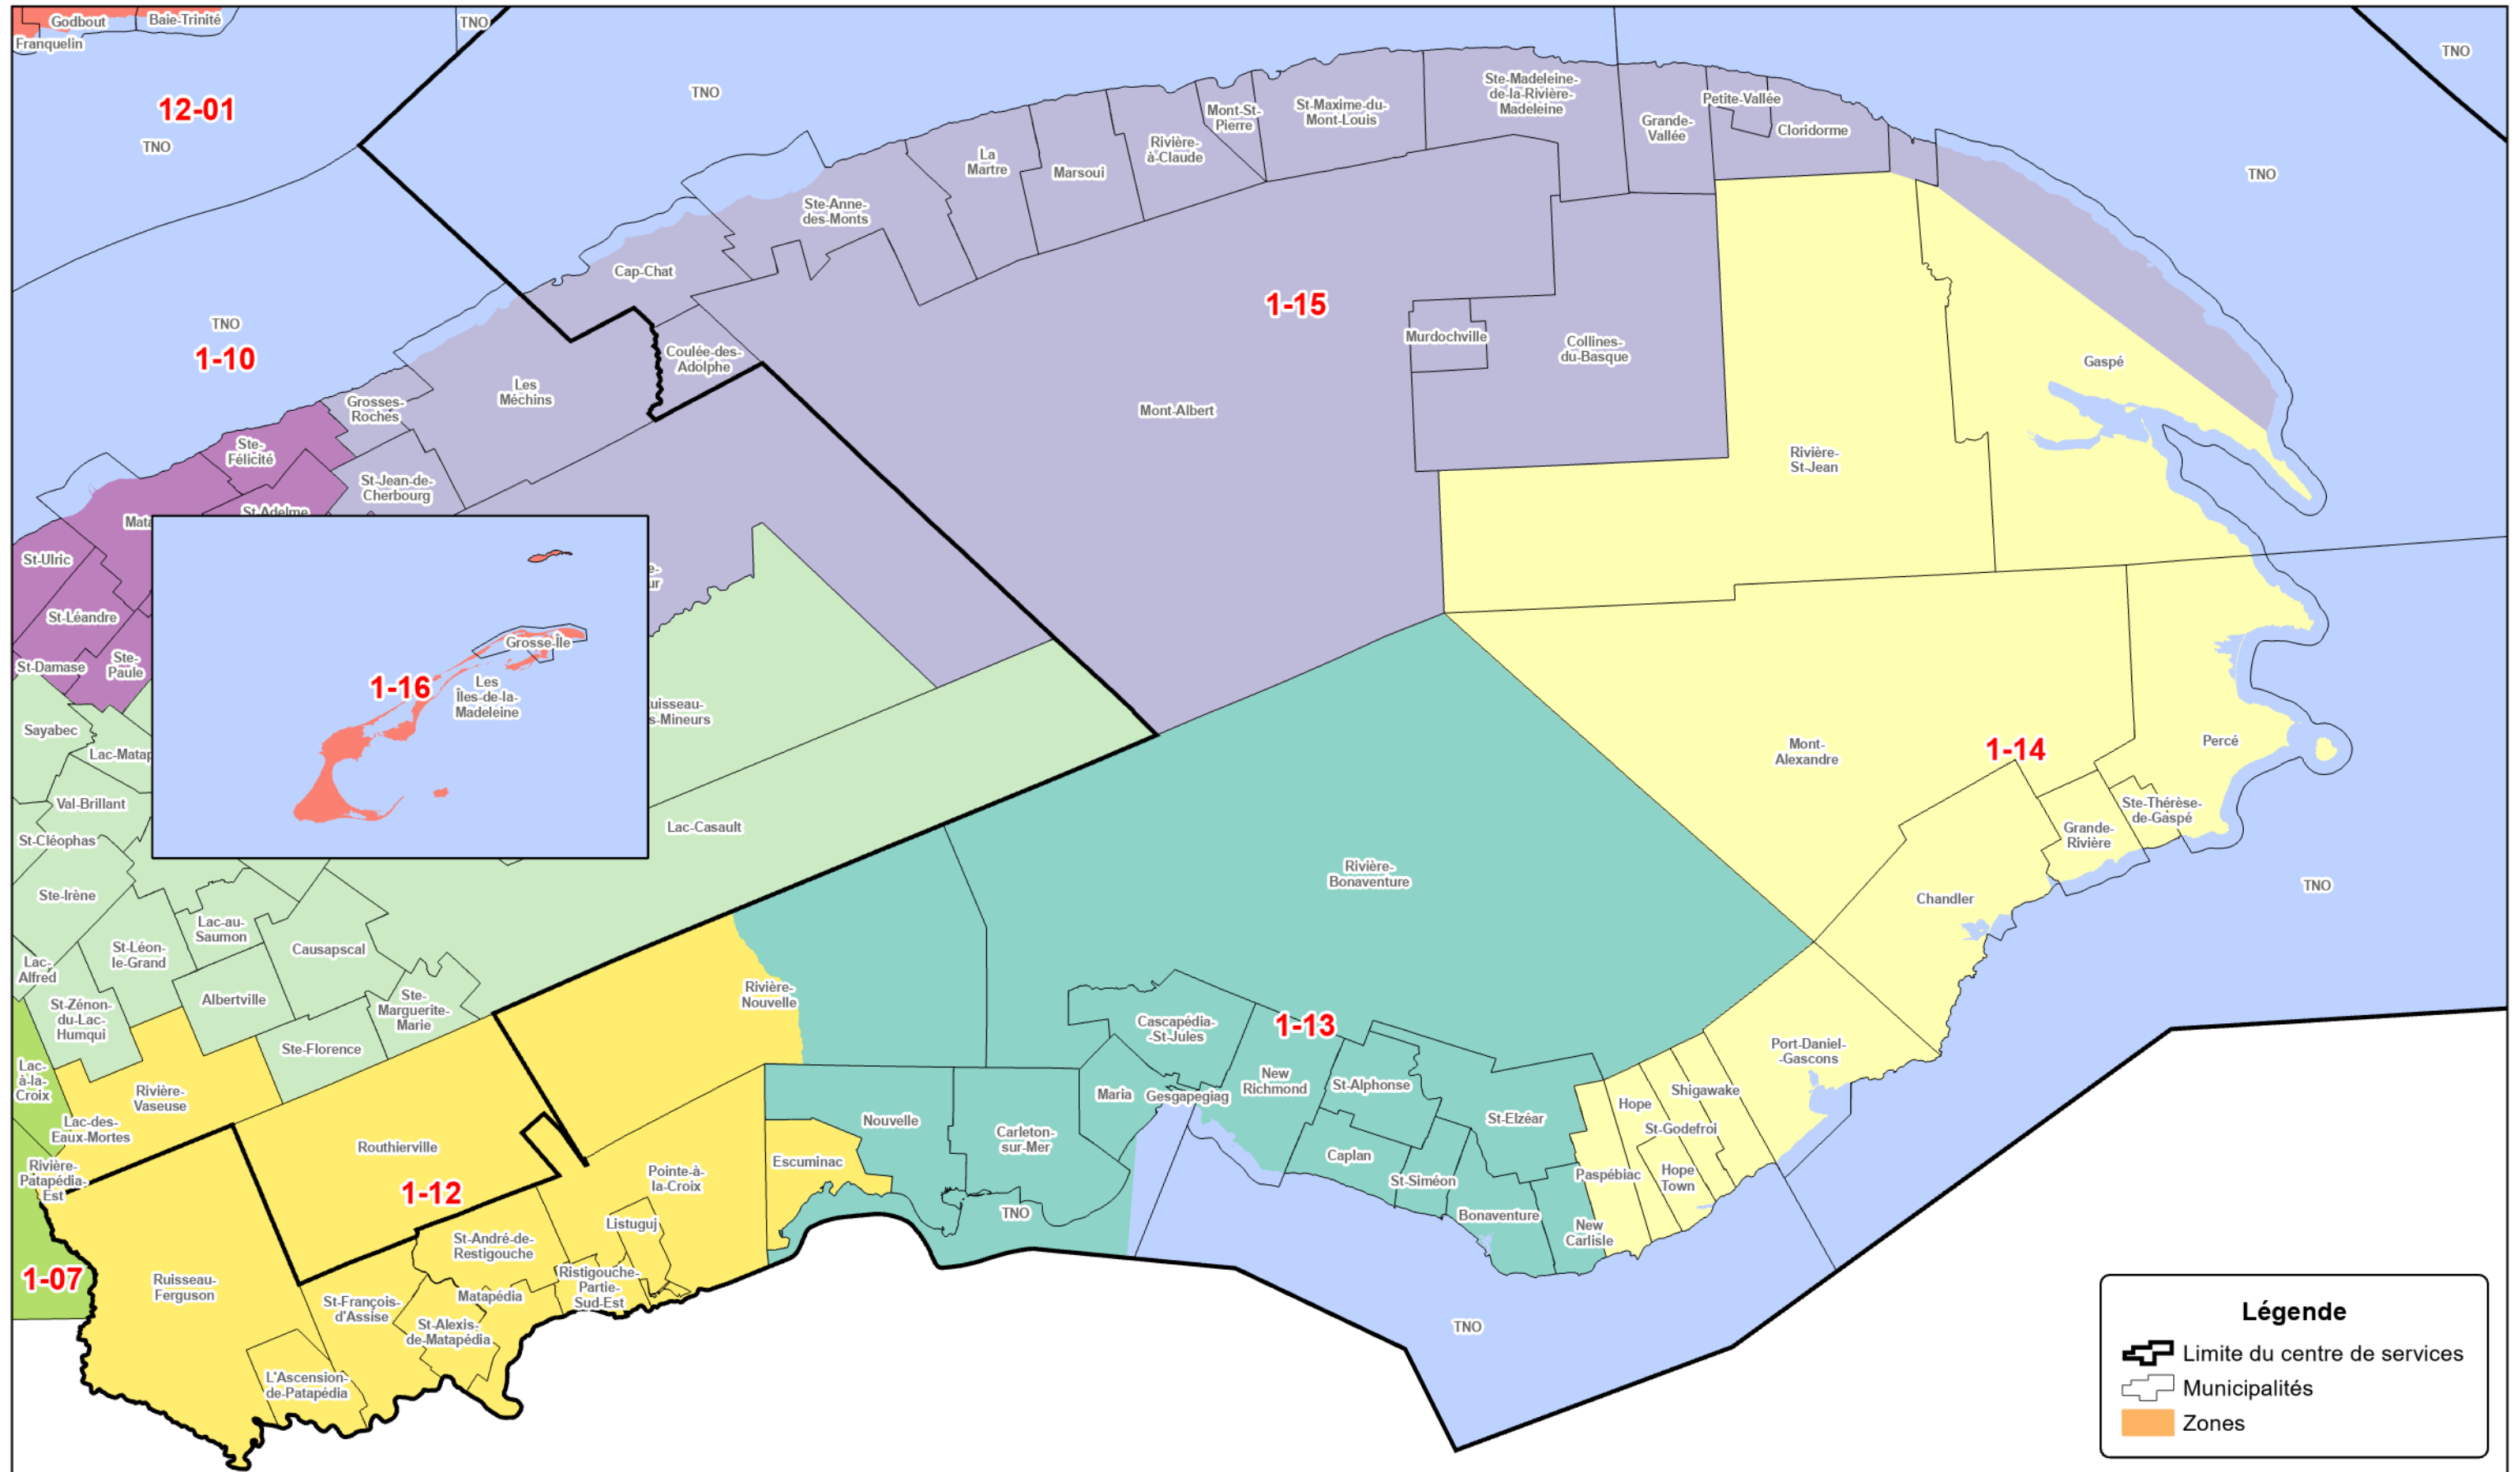 Godbout
Baie-Trinité
TNO
Franquelin
TNO
12-01
TNO
TNO
TNO
TNO
1-10
Ste-Madeleine-
de-la-Rivière-
Madeleine
Petite-Vallée
St-Maxime-du-
Mont-Louis
Mont-St-
Pierre
Grande-
Vallée
Cloridorme
Rivière-
à-Claude
La
Martre
Marsoui
Ste-Anne-
des-Monts
Cap-Chat
1-15
Murdochville
Collines-
du-Basque
Coulée-des-
Adolphe
Gaspé
Les
Méchins
Grosses-
Roches
Mont-Albert
Ste-
Félicité
Rivière-
St-Jean
St-Jean-de-
Cherbourg
St-Adelme
Mata
St-Ulric
e-
ur
St-Léandre
Ste-
Paule
St-Damase
Grosse-Île
1-16
Les
Îles-de-la-
Madeleine
uisseau-
s-Mineurs
Sayabec
Lac-Matap
Mont-
Alexandre
1-14
Percé
Val-Brillant
Ste-Thérèse-
de-Gaspé
Lac-Casault
St-Cléophas
Grande-
Rivière
Rivière-
Bonaventure
TNO
Ste-Irène
Chandler
Lac-au-
Saumon
Causapscal
St-Léon-
le-Grand
Lac-
Alfred
Albertville
Rivière-
Nouvelle
Ste-
Marguerite-
Marie
St-Zénon-
du-Lac-
Humqui
Cascapédia-
-St-Jules
1-13
Ste-Florence
Port-Daniel-
-Gascons
Lac-
à-la-
Croix
Rivière-
Vaseuse
Maria
Gesgapegiag
New
Richmond
St-Alphonse
Shigawake
Hope
Lac-des-
Eaux-Mortes
Nouvelle
St-Elzéar
St-Godefroi
Carleton-
sur-Mer
Routhierville
Escuminac
Caplan
Rivière-
Patapédia-
Est
Pointe-à-
la-Croix
Paspébiac
Hope
Town
St-Siméon
1-12
TNO
Bonaventure
Listuguj
New
Carlisle
St-André-de-
Restigouche
1-07
Ruisseau-
Ferguson
Ristigouche-
Partie-
Sud-Est
Matapédia
St-François-
d'Assise
St-Alexis-
de-Matapédia
TNO
L'Ascension-
de-Patapédia
Légende
Limite du centre de services
Municipalités
Zones